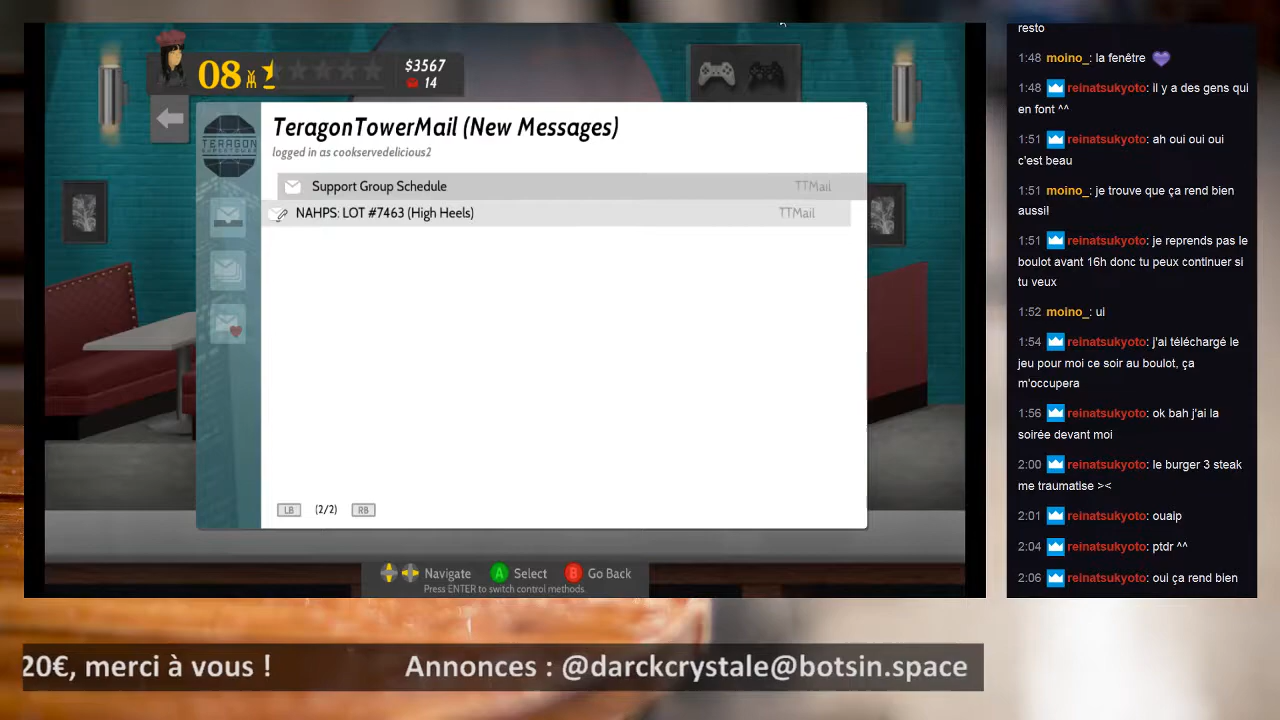 08
$3567
14
TeragonTowerMail (New Messages)
logged in as cookservedelicious2
TERAGON
SUPERTOWER
Support Group Schedule TTMail
NAHPS: LOT #7463 (High Heels) TTMail
LB (2/2) RB
Navigate A Select B Go Back
Press ENTER to switch control methods.
resto
1:48 moino_: la fenêtre
1:48 reinatsukyoto: il y a des gens qui
en font ^^
1:51 reinatsukyoto: ah oui oui oui
c'est beau
1:51 moino_: je trouve que ça rend bien
aussi!
1:51 reinatsukyoto: je reprends pas le
boulot avant 16h donc tu peux continuer si
tu veux
1:52 moino_: ui
1:54 reinatsukyoto: j'ai téléchargé le
jeu pour moi ce soir au boulot, ça
m'occupera
1:56 reinatsukyoto: ok bah j'ai la
soirée devant moi
2:00 reinatsukyoto: le burger 3 steak
me traumatise ><
2:01 reinatsukyoto: ouaip
2:04 reinatsukyoto: ptdr ^^
2:06 reinatsukyoto: oui ça rend bien
20€, merci à vous ! Annonces : @darckcrystale@botsin.space